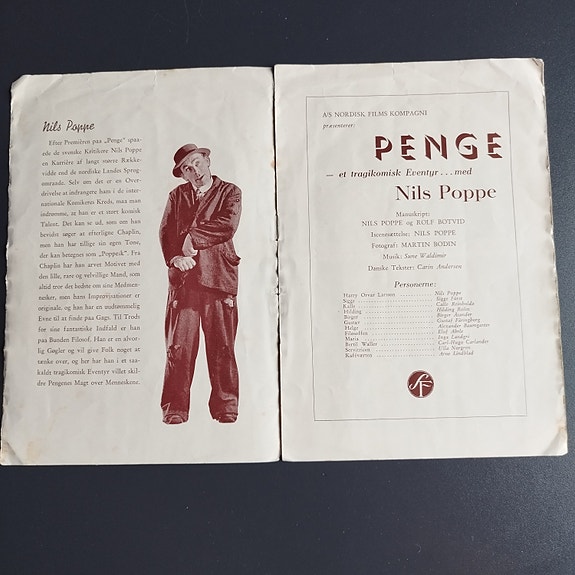 Nils Poppe
Efter Premièren paa „Penge“ spaa-
ede de svenske Kritikere Nils Poppe
en Karrière af langt større Række-
vidde end de nordiske Landes Sprog-
omraade. Selv om det er en Over-
drivelse at indrangere ham i de inter-
nationale Komikeres Kreds, maa man
indrømme, at han er et stort komisk
Talent. Det kan se ud, som om han
bevidst søger at efterligne Chaplin,
men han har tillige sin egen Tone,
der kan betegnes som „Poppe:k“. Fra
Chaplin har han arvet Motivet med
den lille, rare og velvillige Mand, som
altid tror det bedste om sine Medmen-
nesker, men hans Improvisationer er
originale, og han har en uudtømmelig
Evne til at finde paa Gags. Til Trods
for sine fantastiske Indfald er han
paa Bunden Filosof. Han er en alvor-
lig Gøgler og vil give Folk noget at
tænke over, og her har han i et saa-
kaldt tragikomisk Eventyr villet skil-
dre Pengenes Magt over Menneskene.
A/S NORDISK FILMS KOMPAGNI
præsenterer:
PENGE
— et tragikomisk Eventyr . . . med
Nils Poppe
Manuskript:
NILS POPPE og ROLF BOTVID
Iscenesættelse: NILS POPPE
Fotografi: MARTIN BODIN
Musik: Sune Waldimir
Danske Tekster: Carin Andersen
Personerne:
Harry Orvar Larsson Nils Poppe
Sigge Sigge Fürst
Kalle Calle Reinholdz
Hilding Hilding Rolin
Birger Birger Åsander
Gustav Gustaf Färingborg
Helge Alexander Baumgarten
Filosoffen Elof Ahrle
Maria Inga Landgré
Bertil Waller Carl-Hugo Carlander
Servitricen Ulla Norgren
Kaféværten Arne Lindblad
SF